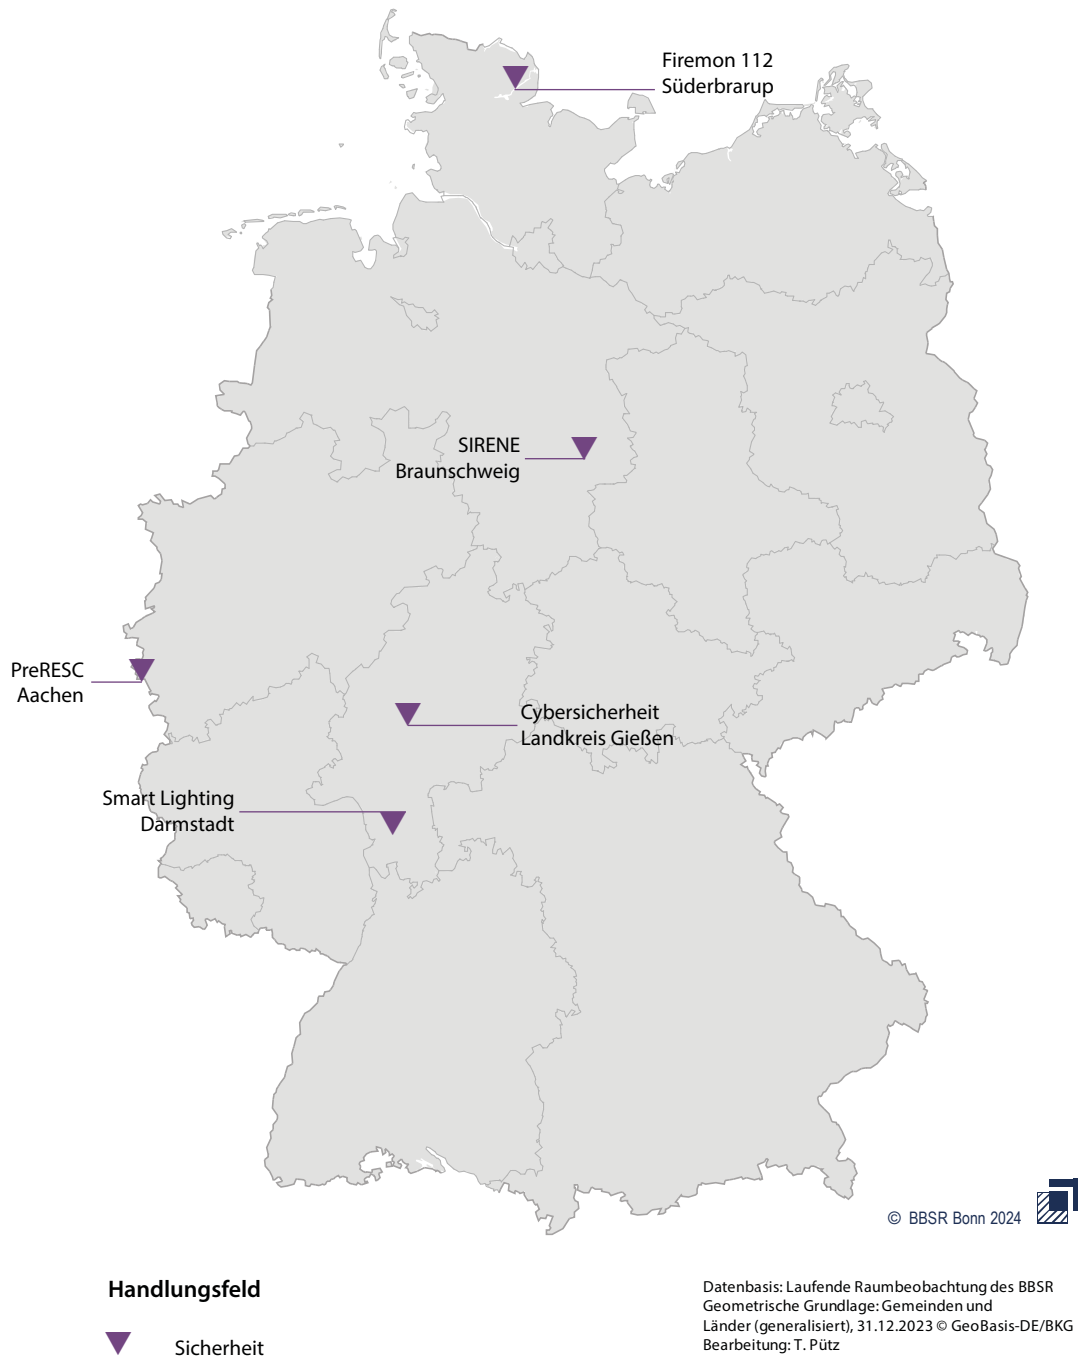 Firemon 112
Süderbrarup
SIRENE
Braunschweig
PreRESC
Aachen
Cybersicherheit
Landkreis Gießen
Smart Lighting
Darmstadt
© BBSR Bonn 2024
Handlungsfeld
Sicherheit
Datenbasis: Laufende Raumbeobachtung des BBSR
Geometrische Grundlage: Gemeinden und
Länder (generalisiert), 31.12.2023 © GeoBasis-DE/BKG
Bearbeitung: T. Pütz